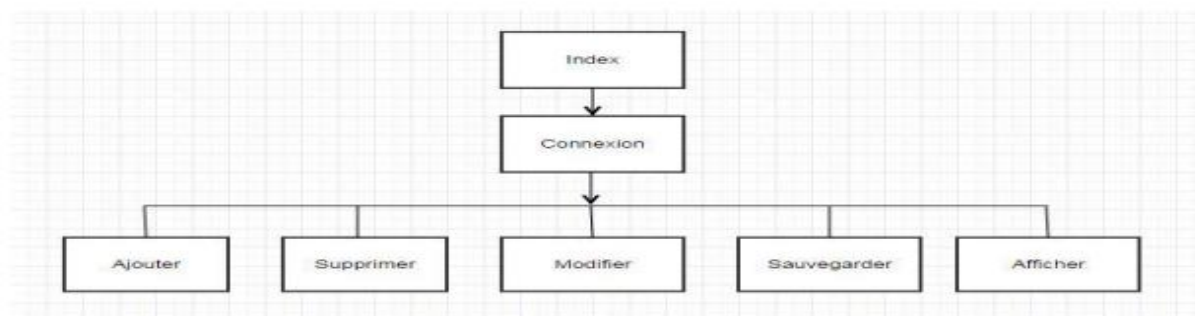 Index
Connexion
Ajouter
Supprimer
Modifier
Sauvegarder
Afficher